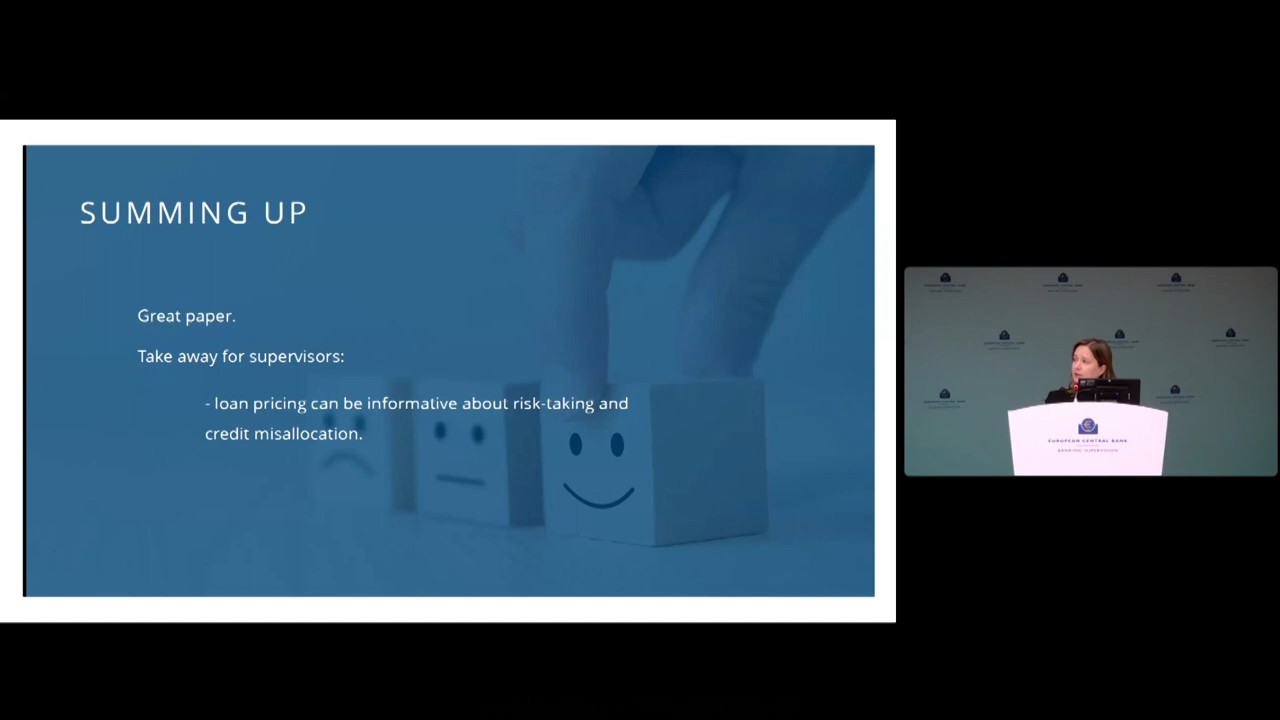 SUMMING UP
Great paper.
Take away for supervisors:
- loan pricing can be informative about risk-taking and
credit misallocation.
EUROPEAN CENTRAL BANK
BANKING SUPERVISION